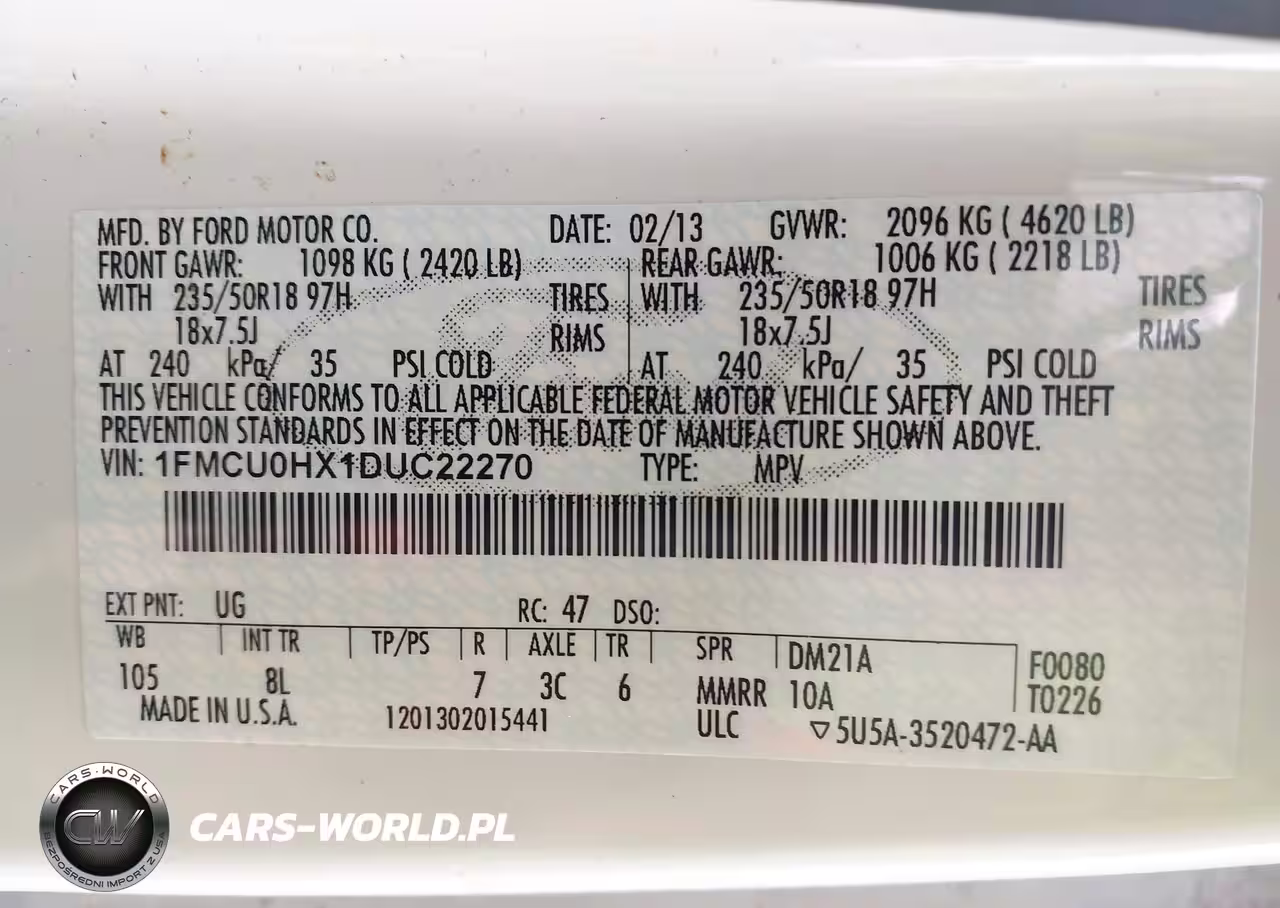 MFD. BY FORD MOTOR CO. DATE: 02/13 GVWR: 2096 KG ( 4620 LB)
FRONT GAWR: 1098 KG ( 2420 LB) REAR GAWR: 1006 KG ( 2218 LB)
WITH 235/50R18 97H TIRES WITH 235/50R18 97H TIRES
18x7.5J RIMS 18x7.5J RIMS
AT 240 kPa/ 35 PSI COLD AT 240 kPa/ 35 PSI COLD
THIS VEHICLE CONFORMS TO ALL APPLICABLE FEDERAL MOTOR VEHICLE SAFETY AND THEFT
PREVENTION STANDARDS IN EFFECT ON THE DATE OF MANUFACTURE SHOWN ABOVE.
VIN: 1FMCU0HX1DUC22270 TYPE: MPV
EXT PNT: UG RC: 47 DSO:
WB INT TR TP/PS R AXLE TR SPR DM21A F0080
105 8L 7 3C 6 MMRR 10A T0226
MADE IN U.S.A. 1201302015441 ULC ▽5U5A-3520472-AA
CARS-WORLD
CW
BEZPOŚREDNI IMPORT Z USA
CARS-WORLD.PL